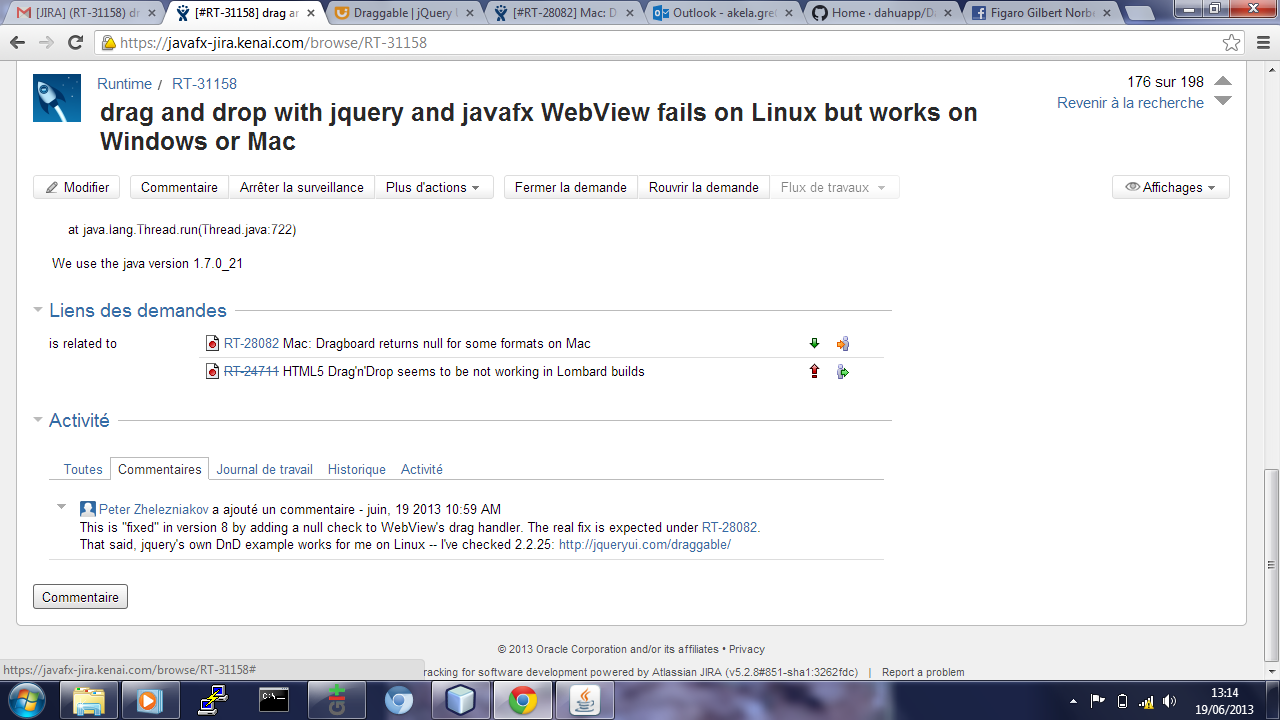 [JIRA] (RT-31158) dr
[#RT-31158] drag ar
Draggable | jQuery U
[#RT-28082] Mac: D
Outlook - akela.gre
Home · dahuapp/Da
Figaro Gilbert Norbe
https://javafx-jira.kenai.com/browse/RT-31158
Runtime / RT-31158
176 sur 198
drag and drop with jquery and javafx WebView fails on Linux but works on
Windows or Mac
Revenir à la recherche
Modifier Commentaire Arrêter la surveillance Plus d'actions Fermer la demande Rouvrir la demande Flux de travaux Affichages
at java.lang.Thread.run(Thread.java:722)
We use the java version 1.7.0_21
Liens des demandes
is related to RT-28082 Mac: Dragboard returns null for some formats on Mac
RT-24711 HTML5 Drag'n'Drop seems to be not working in Lombard builds
Activité
Toutes Commentaires Journal de travail Historique Activité
Peter Zhelezniakov a ajouté un commentaire - juin, 19 2013 10:59 AM
This is "fixed" in version 8 by adding a null check to WebView's drag handler. The real fix is expected under RT-28082.
That said, jquery's own DnD example works for me on Linux -- I've checked 2.2.25: http://jqueryui.com/draggable/
Commentaire
© 2013 Oracle Corporation and/or its affiliates • Privacy
https://javafx-jira.kenai.com/browse/RT-31158#
racking for software development powered by Atlassian JIRA (v5.2.8#851-sha1:3262fdc) | Report a problem
git
13:14
19/06/2013